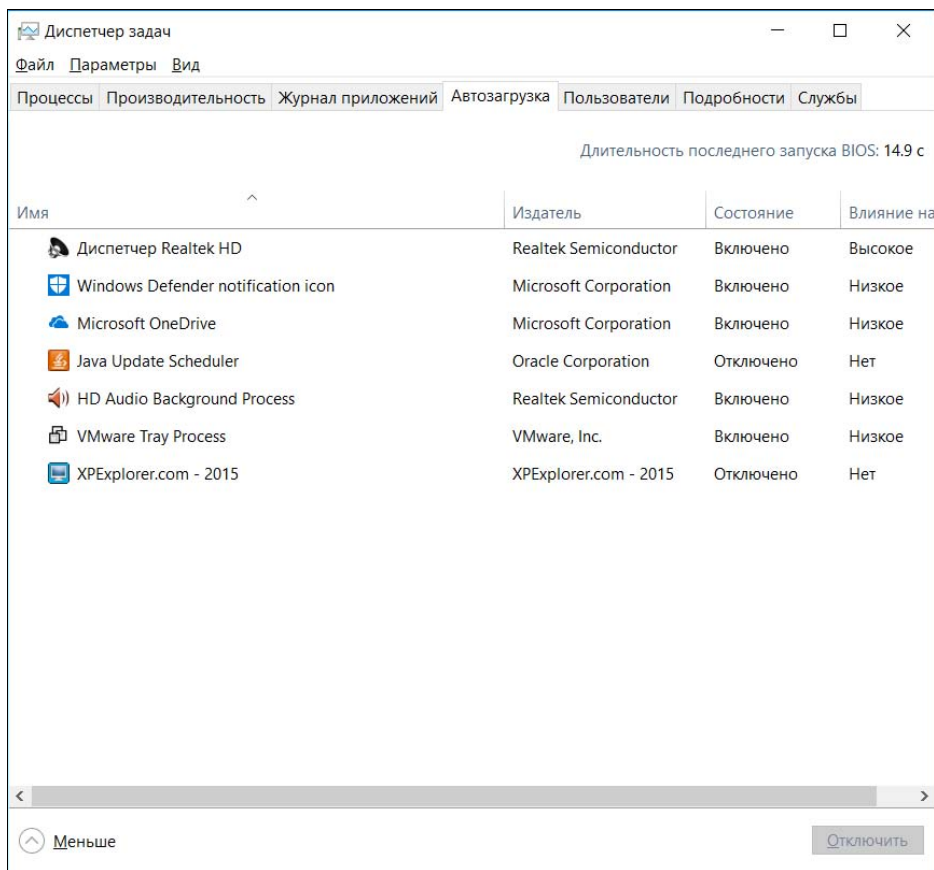 Диспетчер задач
Файл Параметры Вид
Процессы Производительность Журнал приложений Автозагрузка Пользователи Подробности Службы
Длительность последнего запуска BIOS: 14.9 с
Имя Издатель Состояние Влияние на
Диспетчер Realtek HD Realtek Semiconductor Включено Высокое
Windows Defender notification icon Microsoft Corporation Включено Низкое
Microsoft OneDrive Microsoft Corporation Включено Низкое
Java Update Scheduler Oracle Corporation Отключено Нет
HD Audio Background Process Realtek Semiconductor Включено Низкое
VMware Tray Process VMware, Inc. Включено Низкое
XPExplorer.com - 2015 XPExplorer.com - 2015 Отключено Нет
Меньше Отключить